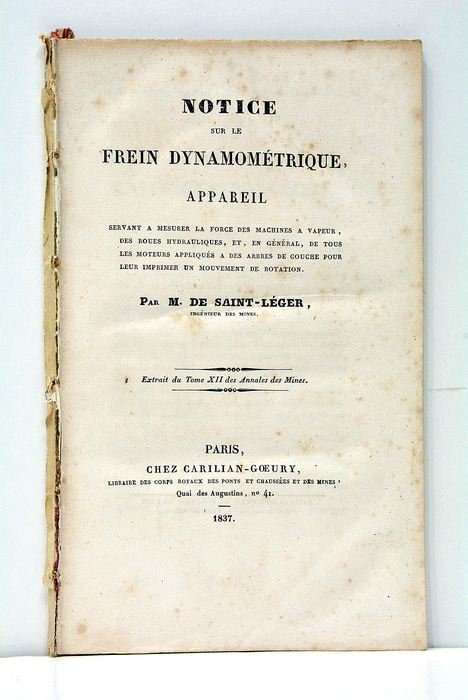 NOTICE
SUR LE
FREIN DYNAMOMÉTRIQUE,
APPAREIL
SERVANT A MESURER LA FORCE DES MACHINES A VAPEUR,
DES ROUES HYDRAULIQUES, ET, EN GÉNÉRAL, DE TOUS
LES MOTEURS APPLIQUÉS A DES ARBRES DE COUCHE POUR
LEUR IMPRIMER UN MOUVEMENT DE ROTATION.
PAR M. DE SAINT-LÉGER,
INGÉNIEUR DES MINES.
Extrait du Tome XII des Annales des Mines.
PARIS,
CHEZ CARILIAN-GŒURY,
LIBRAIRE DES CORPS ROYAUX DES PONTS ET CHAUSSÉES ET DES MINES,
Quai des Augustins, nº 41.
1837.